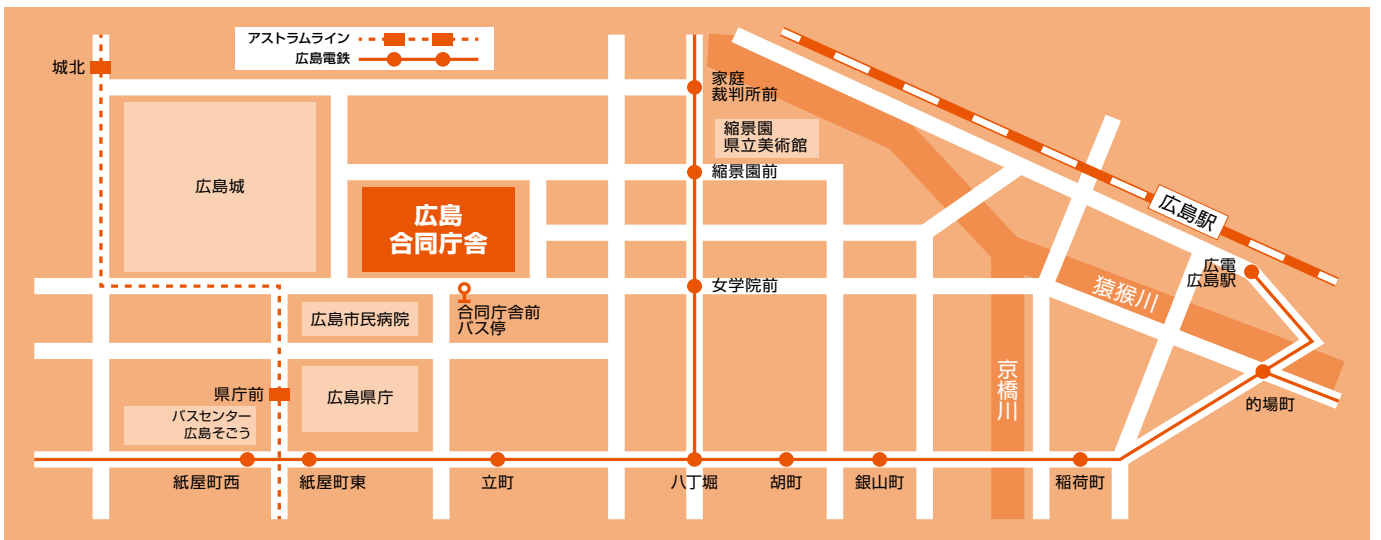 アストラムライン
広島電鉄
城北
家庭
裁判所前
縮景園
県立美術館
縮景園前
広島城
広島
合同庁舎
広島駅
広電
広島駅
女学院前
猿猴川
合同庁舎前
バス停
広島市民病院
京橋川
県庁前
広島県庁
的場町
バスセンター
広島そごう
紙屋町西
紙屋町東
立町
八丁堀
胡町
銀山町
稲荷町